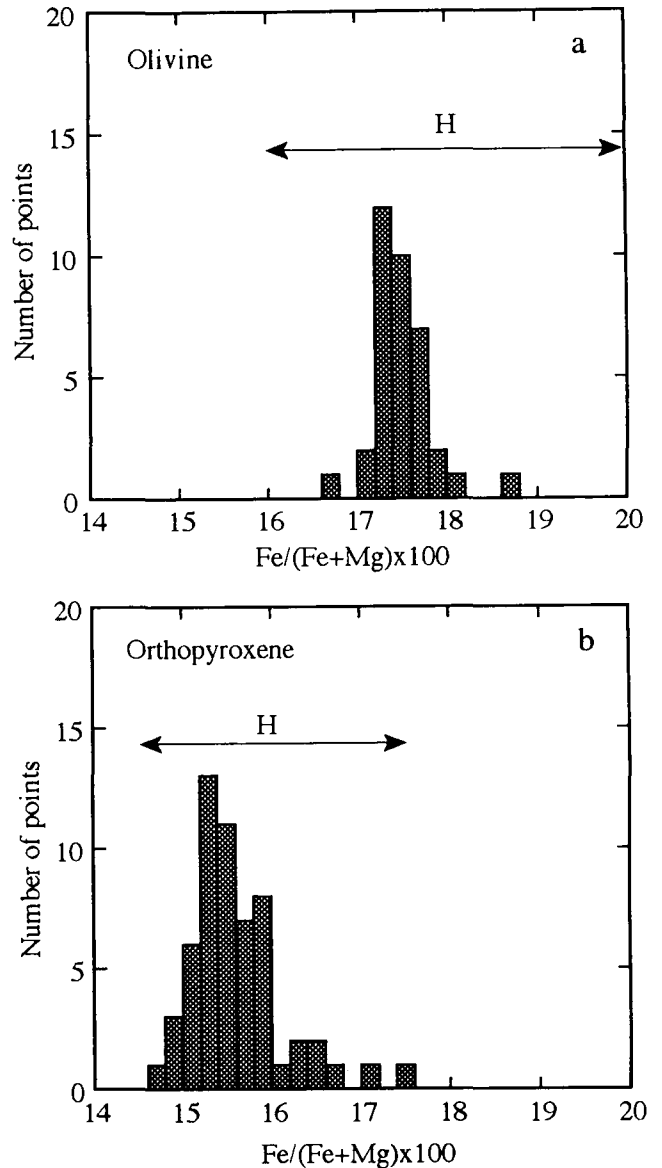 20
Olivine
a
H
15
10
5
0
Number of points
14 15 16 17 18 19 20
Fe/(Fe+Mg)x100
20
Orthopyroxene
b
H
15
10
5
0
Number of points
14 15 16 17 18 19 20
Fe/(Fe+Mg)x100